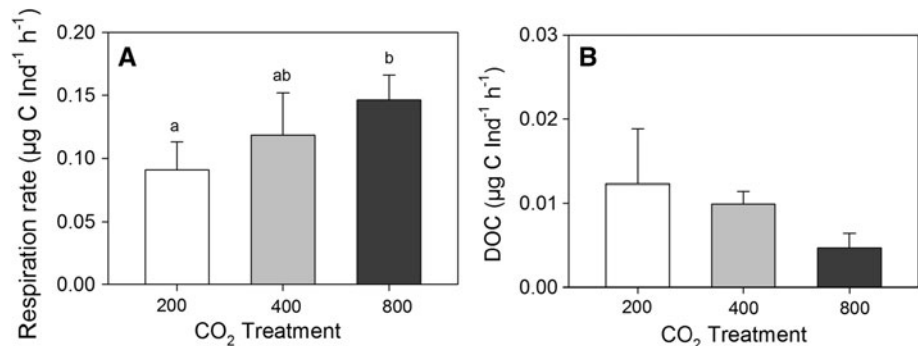 A
Respiration rate (µg C Ind⁻¹ h⁻¹)
0.20
0.15
0.10
0.05
0.00
a
ab
b
200 400 800
CO₂ Treatment
B
DOC (µg C Ind⁻¹ h⁻¹)
0.03
0.02
0.01
0.00
200 400 800
CO₂ Treatment